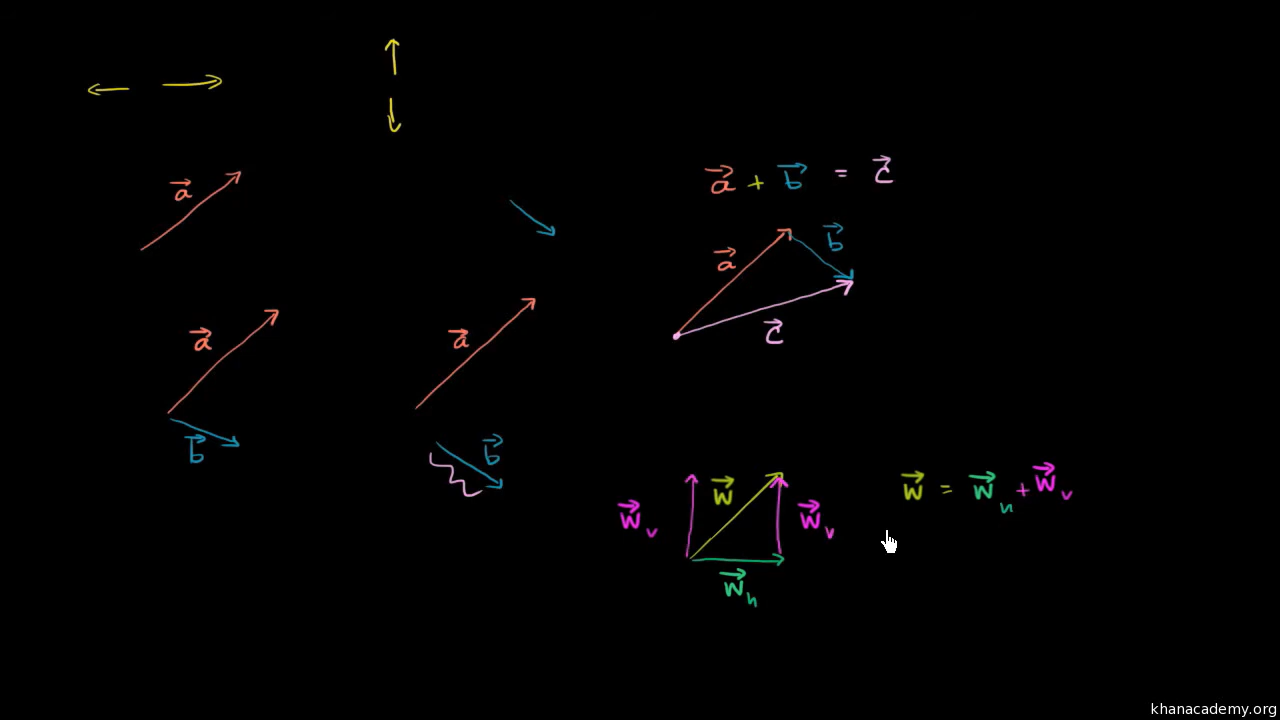 a⃗
a⃗ + b⃗ = c⃗
a⃗
b⃗
c⃗
a⃗
b⃗
a⃗
b⃗
w⃗ᵥ
w⃗
w⃗ᵥ
w⃗ₕ
w⃗ = w⃗ₕ + w⃗ᵥ
khanacademy.org